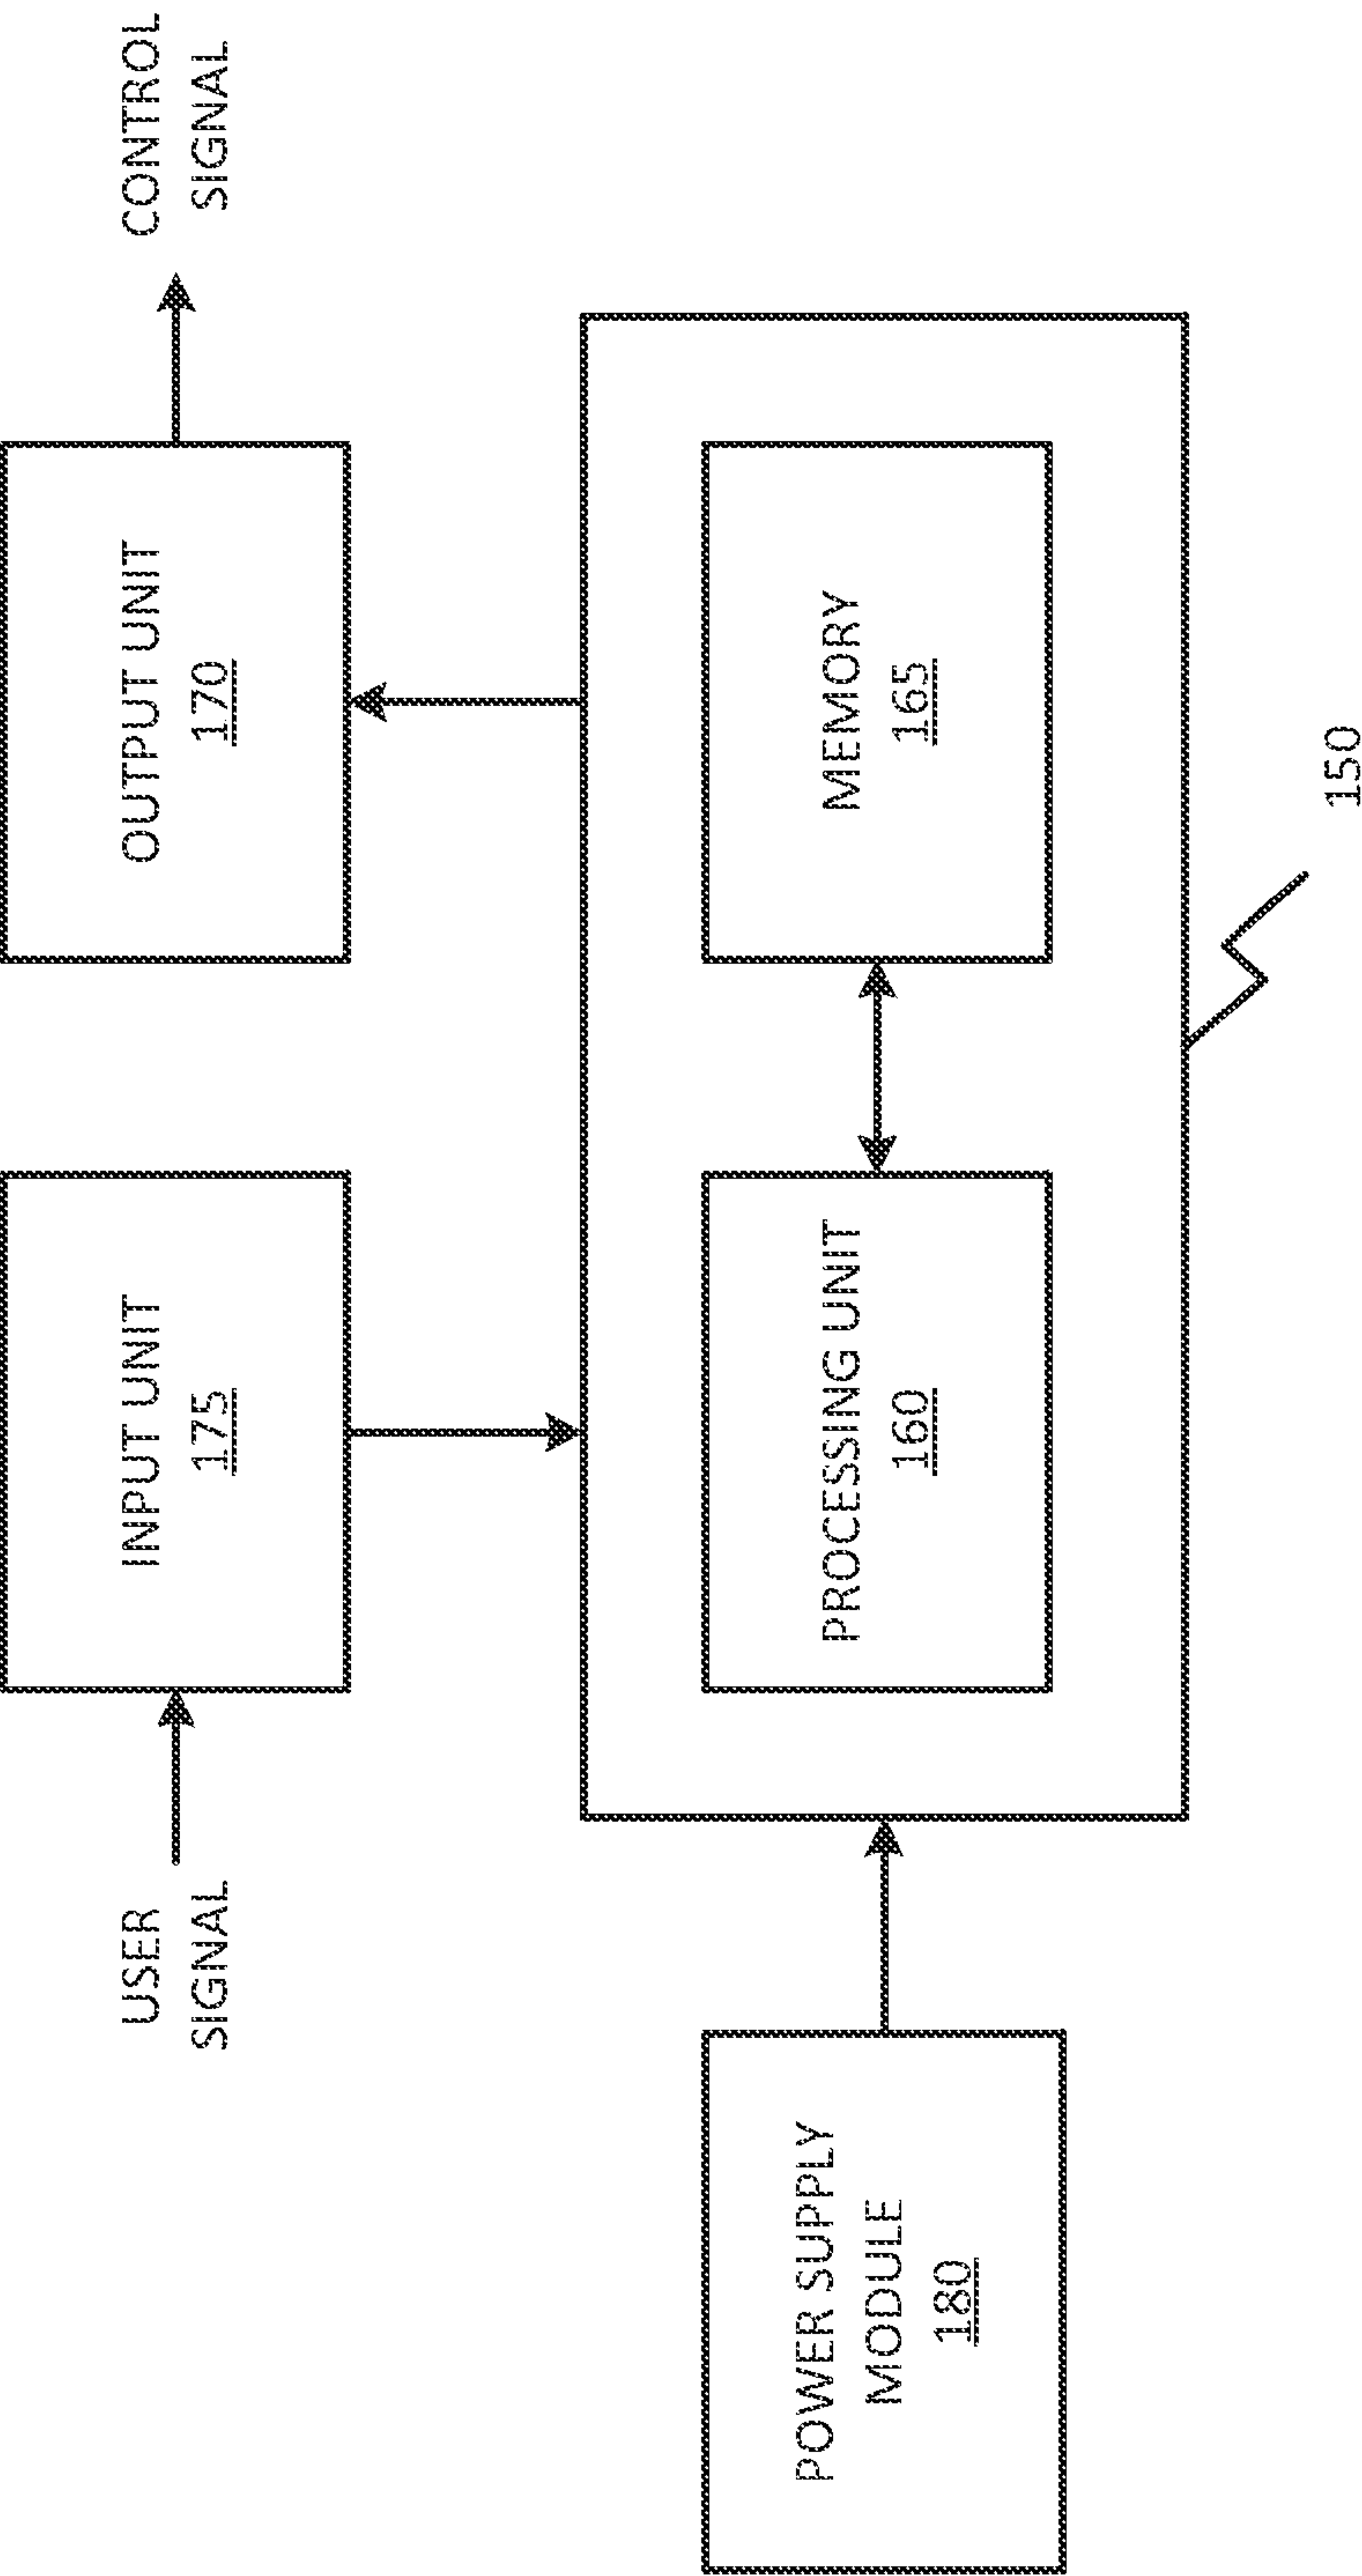 USER
SIGNAL
INPUT UNIT
175
OUTPUT UNIT
170
CONTROL
SIGNAL
POWER SUPPLY
MODULE
180
PROCESSING UNIT
160
MEMORY
165
150